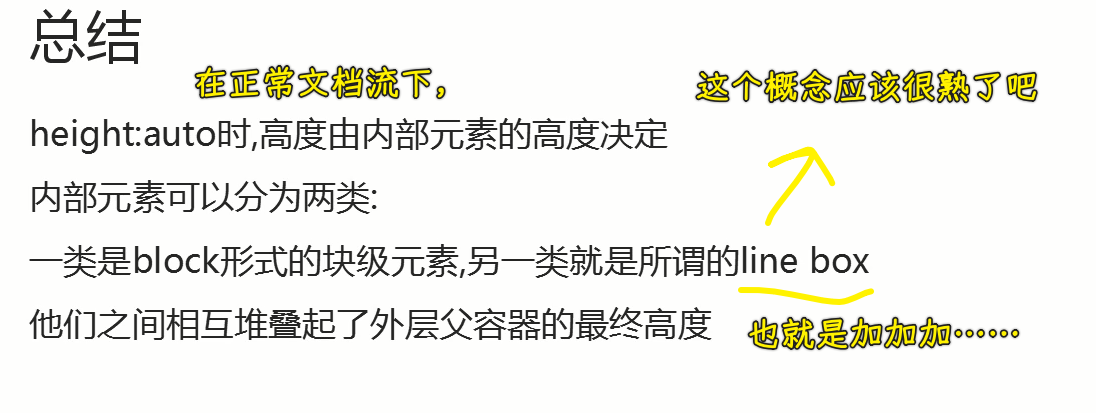 总结
在正常文档流下，
这个概念应该很熟了吧
height:auto时,高度由内部元素的高度决定
内部元素可以分为两类:
一类是block形式的块级元素,另一类就是所谓的line box
他们之间相互堆叠起了外层父容器的最终高度
也就是加加加……